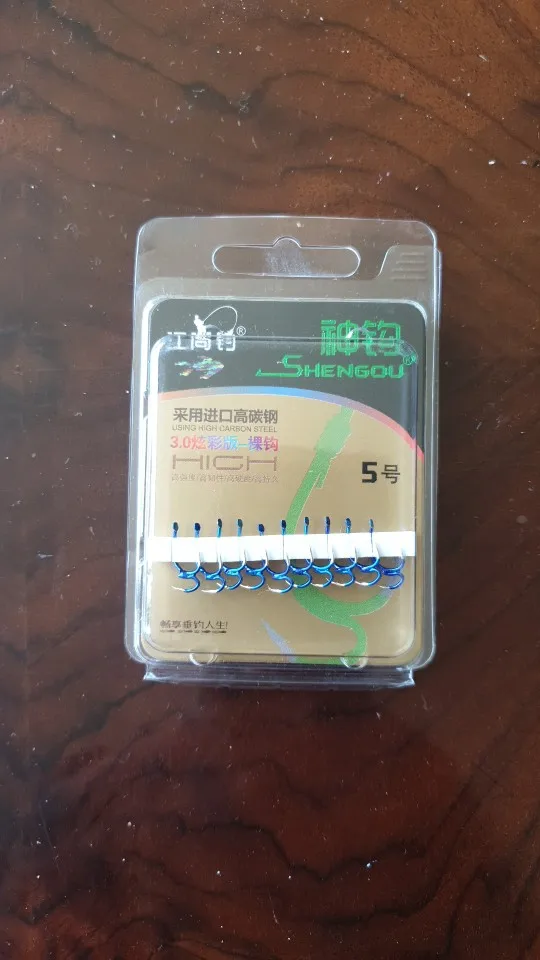 江尚钓®
神钩
SHENGOU®
采用进口高碳钢
USING HIGH CARBON STEEL
3.0炫彩版-裸钩
HIGH
5号
畅享垂钓人生!